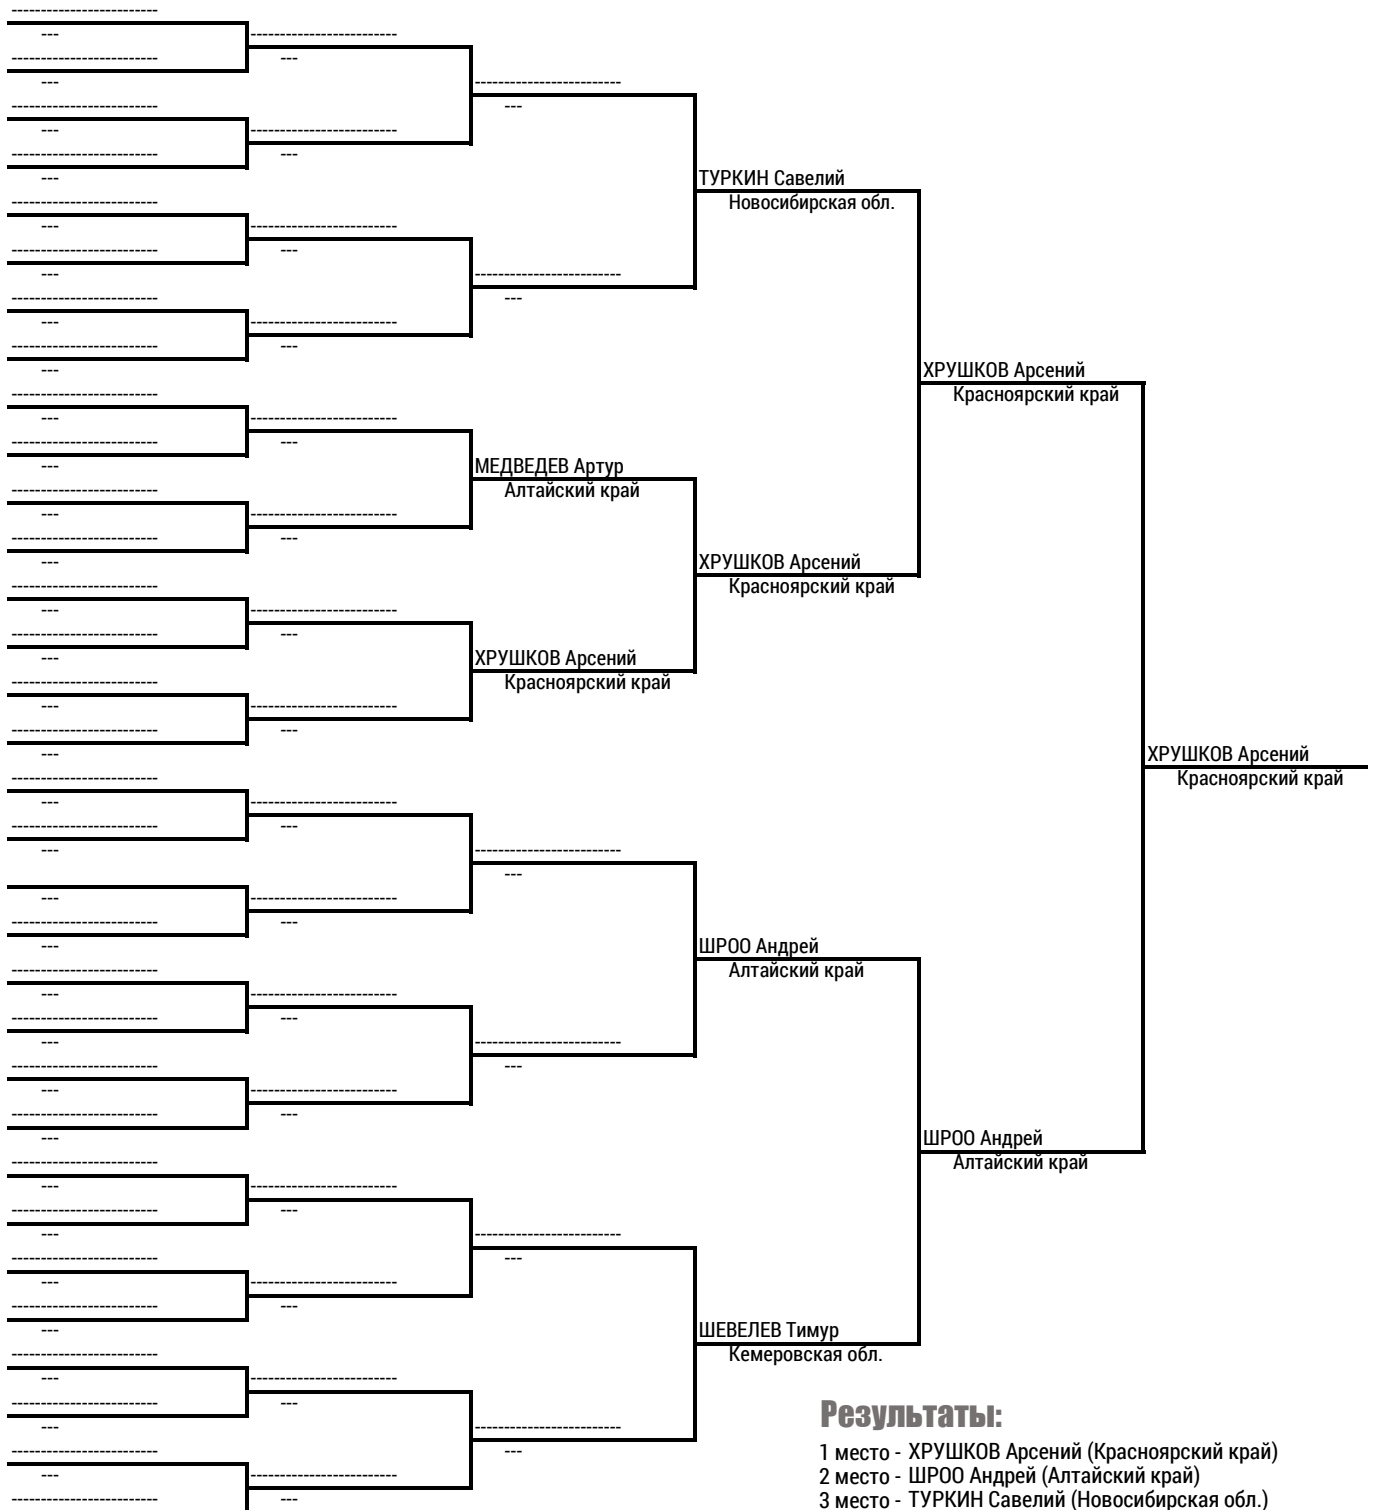 ТУРКИН Савелий
Новосибирская обл.
ХРУШКОВ Арсений
Красноярский край
МЕДВЕДЕВ Артур
Алтайский край
ХРУШКОВ Арсений
Красноярский край
ХРУШКОВ Арсений
Красноярский край
ХРУШКОВ Арсений
Красноярский край
ШРОО Андрей
Алтайский край
ШРОО Андрей
Алтайский край
ШЕВЕЛЕВ Тимур
Кемеровская обл.
Результаты:
1 место - ХРУШКОВ Арсений (Красноярский край)
2 место - ШРОО Андрей (Алтайский край)
3 место - ТУРКИН Савелий (Новосибирская обл.)